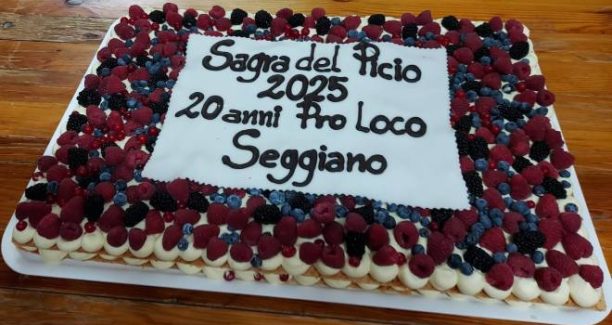 Sagra del Picio
2025
20 anni Pro Loco
Seggiano